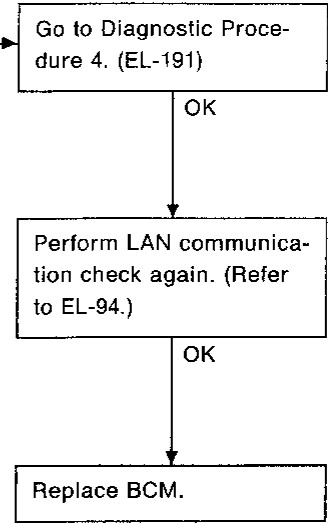 Go to Diagnostic Proce-
dure 4. (EL-191)
OK
Perform LAN communica-
tion check again. (Refer
to EL-94.)
OK
Replace BCM.